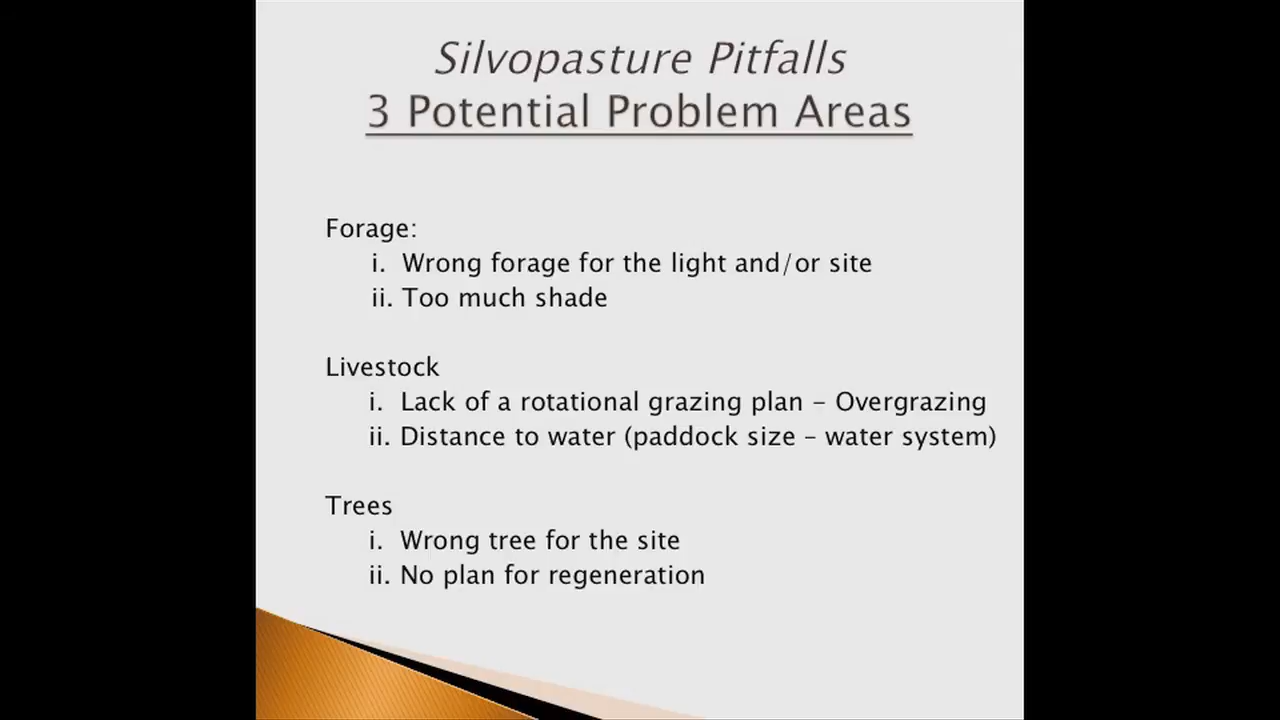 Silvopasture Pitfalls
3 Potential Problem Areas
Forage:
i. Wrong forage for the light and/or site
ii. Too much shade
Livestock
i. Lack of a rotational grazing plan – Overgrazing
ii. Distance to water (paddock size – water system)
Trees
i. Wrong tree for the site
ii. No plan for regeneration